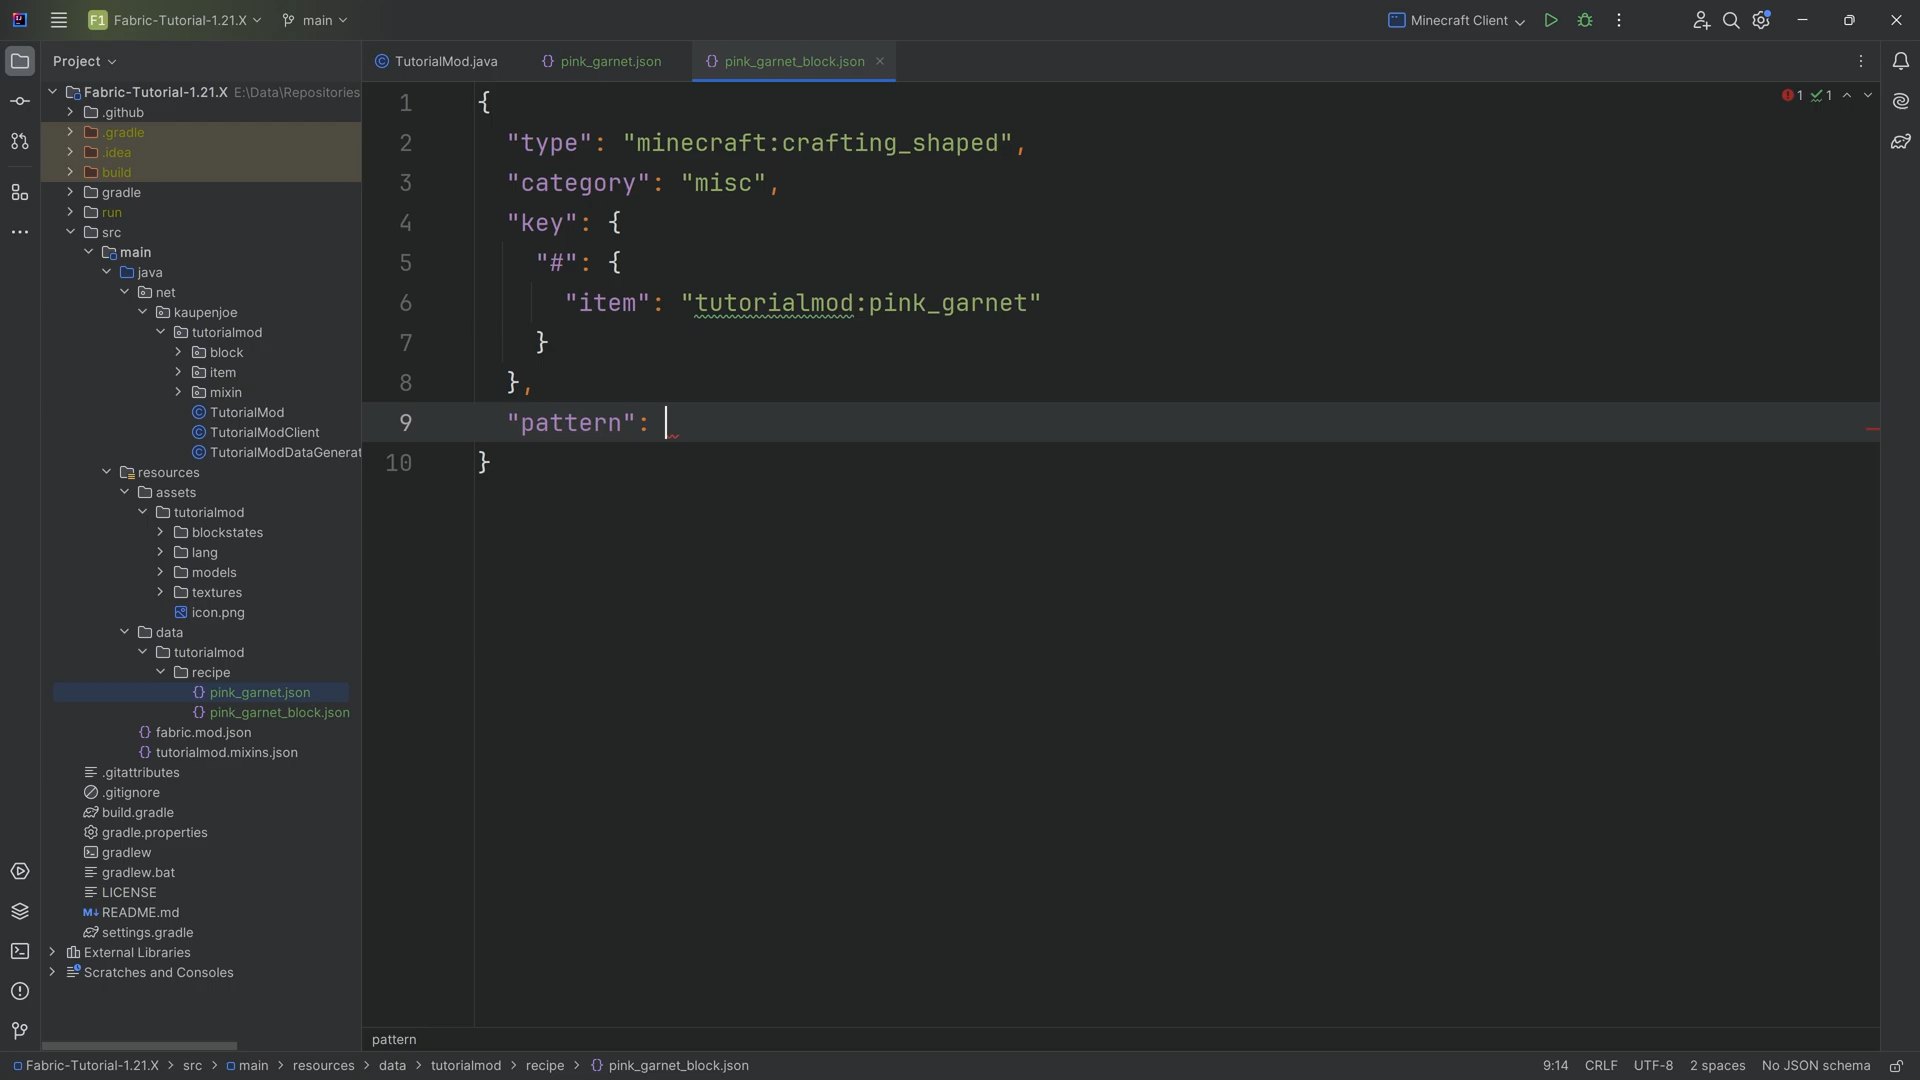 F1 Fabric-Tutorial-1.21.X main Minecraft Client
Project
TutorialMod.java pink_garnet.json pink_garnet_block.json
Fabric-Tutorial-1.21.X E:\Data\Repositories
.github
.gradle
.idea
build
gradle
run
src
main
java
net
kaupenjoe
tutorialmod
block
item
mixin
TutorialMod
TutorialModClient
TutorialModDataGenerat
resources
assets
tutorialmod
blockstates
lang
models
textures
icon.png
data
tutorialmod
recipe
pink_garnet.json
pink_garnet_block.json
fabric.mod.json
tutorialmod.mixins.json
.gitattributes
.gitignore
build.gradle
gradle.properties
gradlew
gradlew.bat
LICENSE
M↓ README.md
settings.gradle
External Libraries
Scratches and Consoles
1 {
2 "type": "minecraft:crafting_shaped",
3 "category": "misc",
4 "key": {
5 "#": {
6 "item": "tutorialmod:pink_garnet"
7 }
8 },
9 "pattern":
10 }
1 1
pattern
Fabric-Tutorial-1.21.X > src > main > resources > data > tutorialmod > recipe > pink_garnet_block.json 9:14 CRLF UTF-8 2 spaces No JSON schema